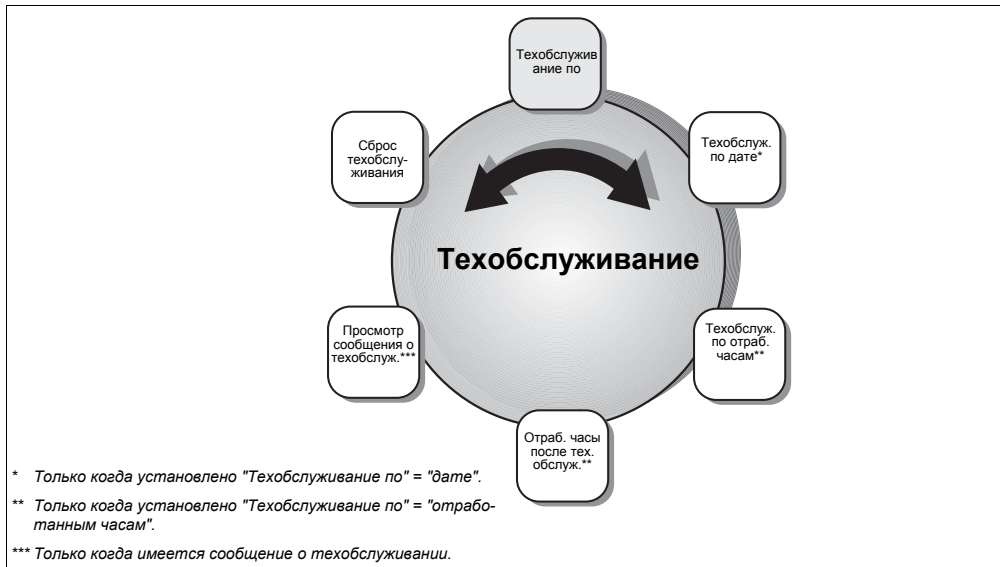 Техобслужив
ание по
Техобслуж.
по дате*
Сброс
техобслу-
живания
Техобслуживание
Просмотр
сообщения о
техобслуж.***
Техобслуж.
по отраб.
часам**
Отраб. часы
после тех.
обслуж.**
* Только когда установлено "Техобслуживание по" = "дате".
** Только когда установлено "Техобслуживание по" = "отрабо-
танным часам".
*** Только когда имеется сообщение о техобслуживании.